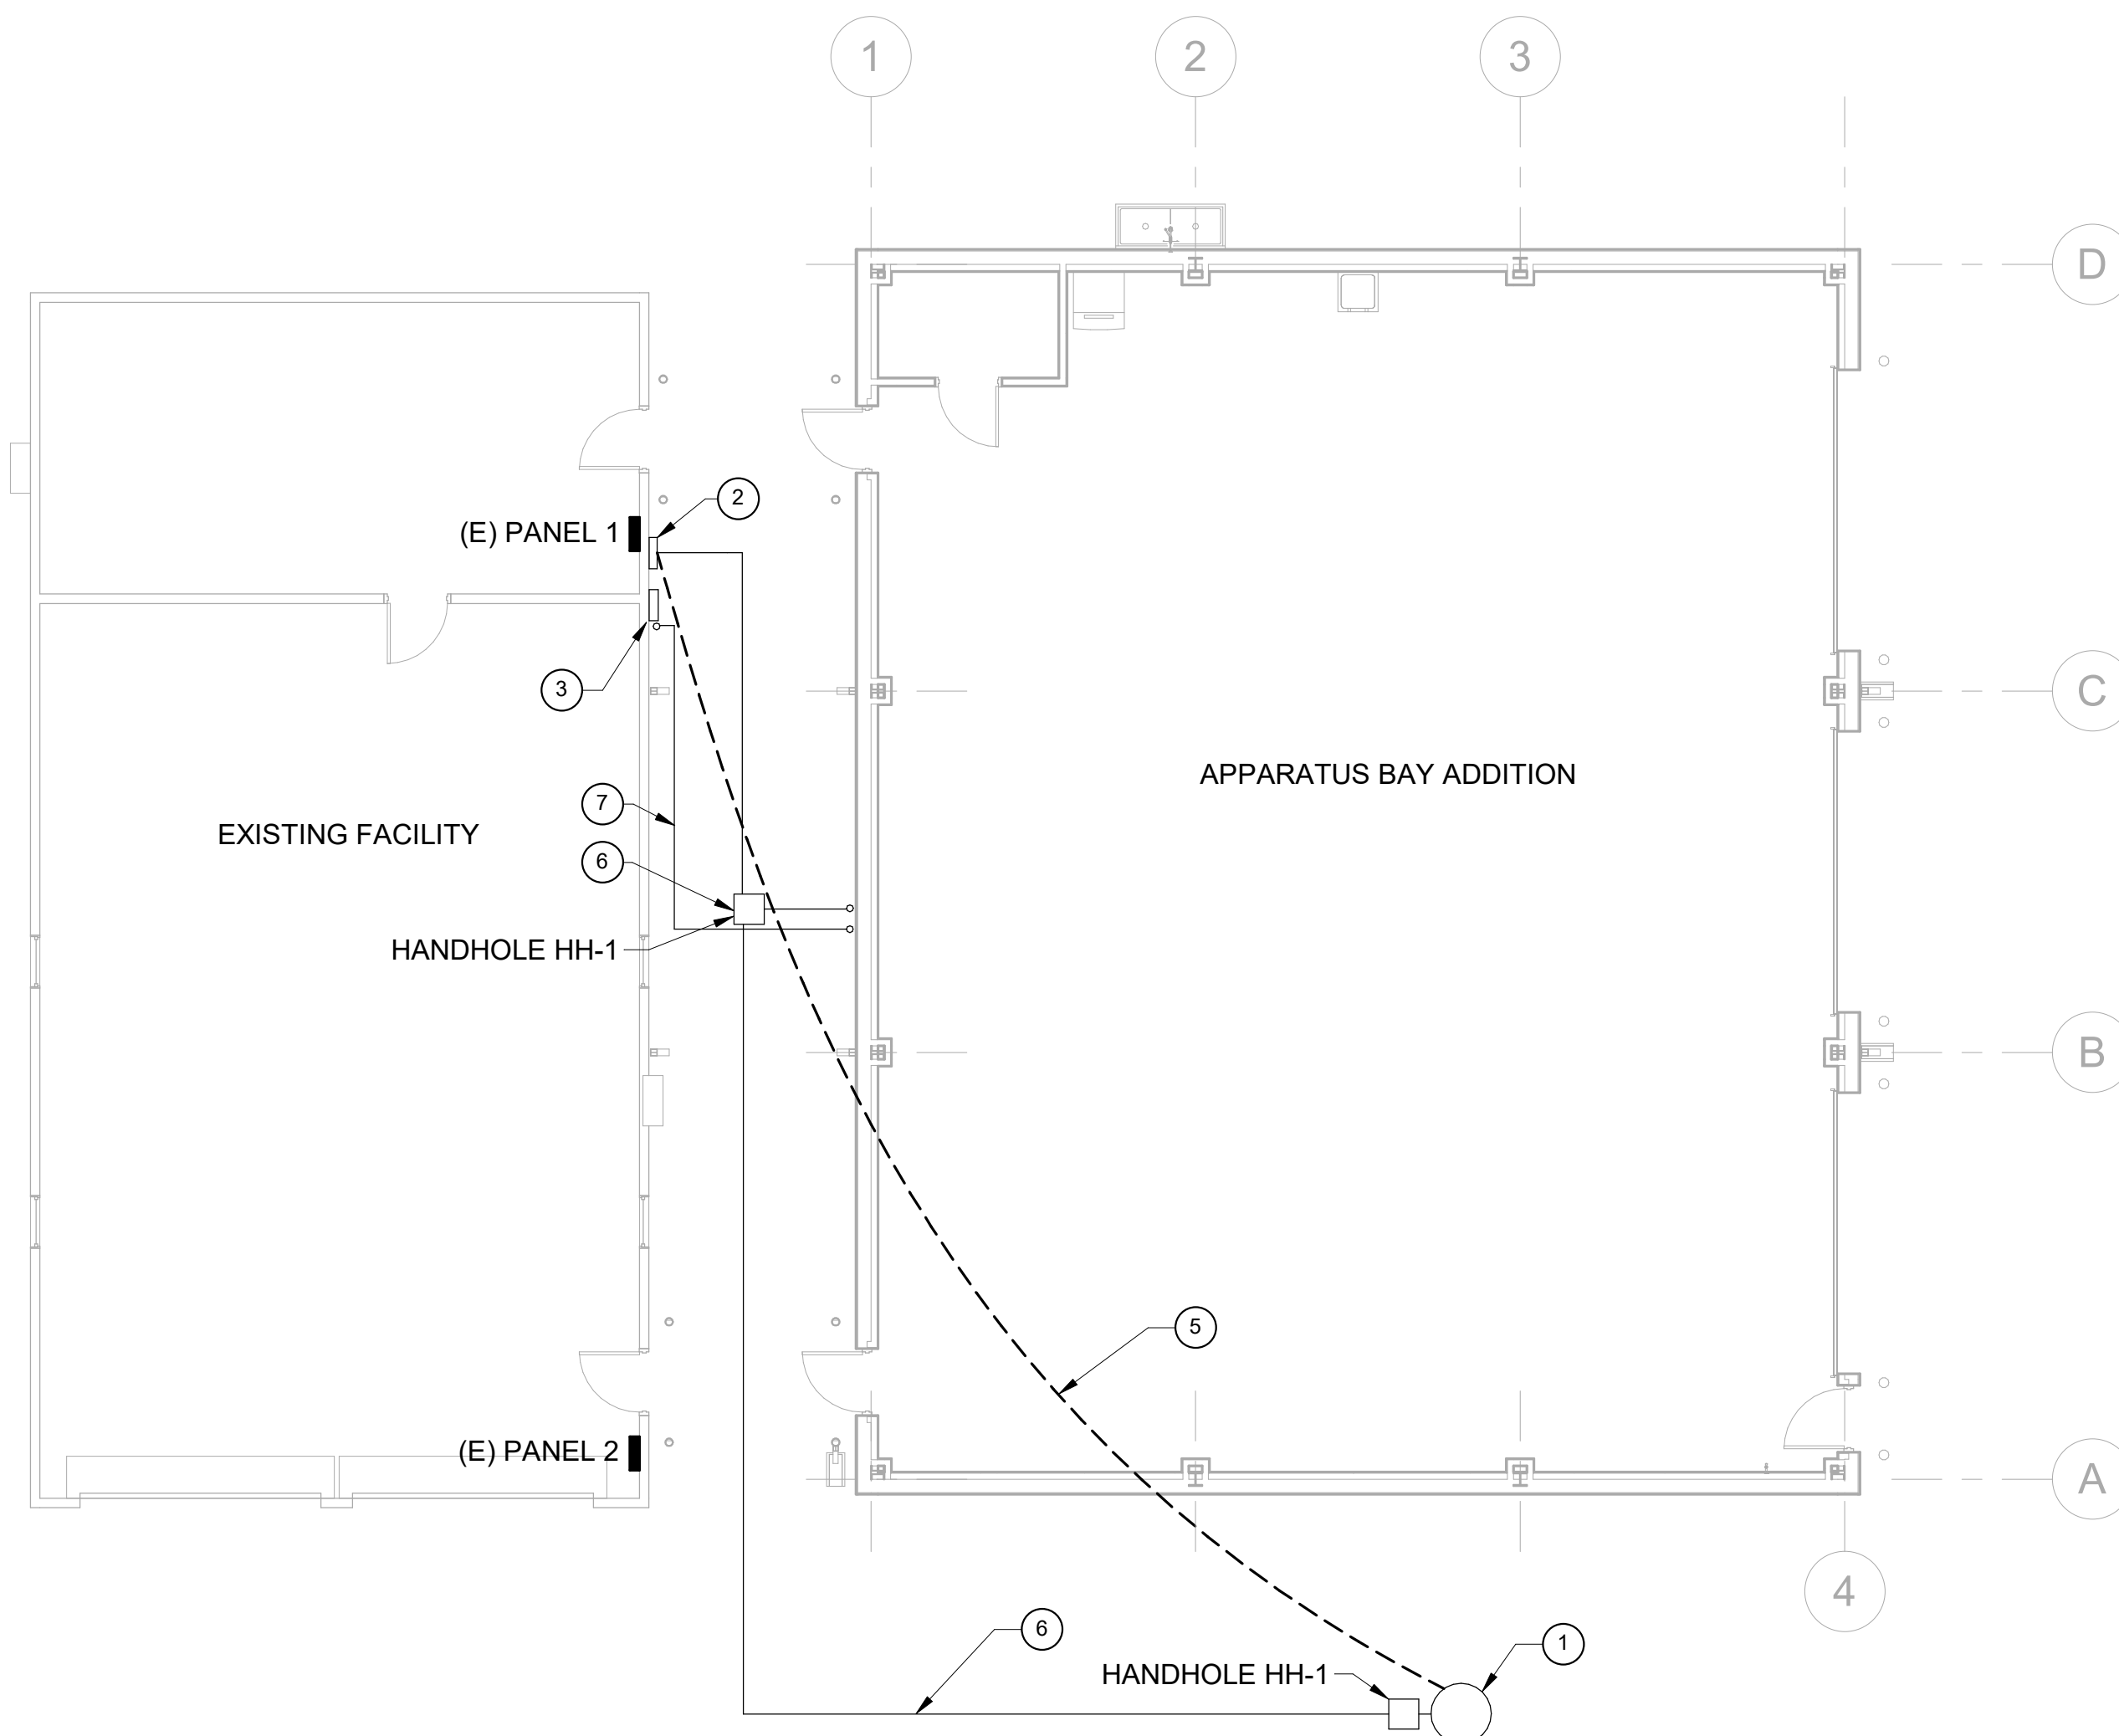 1
2
3
D
2
(E) PANEL 1
3
C
APPARATUS BAY ADDITION
7
EXISTING FACILITY
6
HANDHOLE HH-1
B
5
(E) PANEL 2
A
4
6
1
HANDHOLE HH-1